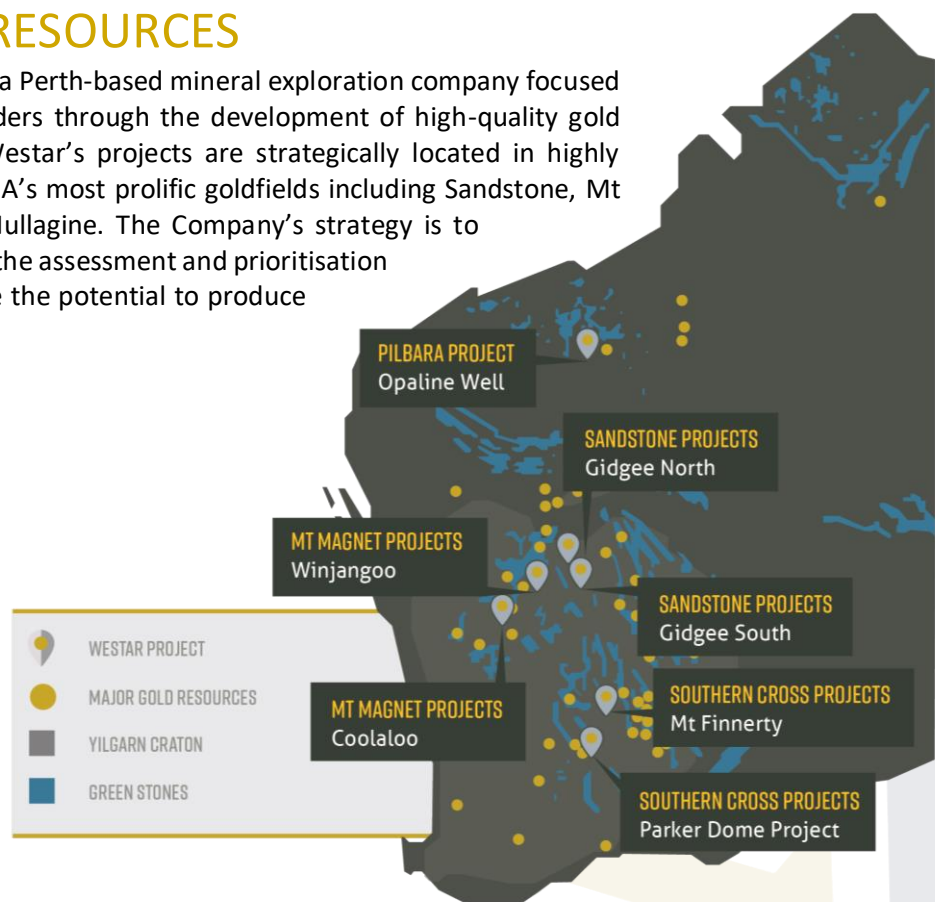 RESOURCES
a Perth-based mineral exploration company focused
ders through the development of high-quality gold
Westar's projects are strategically located in highly
A's most prolific goldfields including Sandstone, Mt
Nullagine. The Company's strategy is to
the assessment and prioritisation
e the potential to produce
PILBARA PROJECT
Opaline Well
SANDSTONE PROJECTS
Gidgee North
MT MAGNET PROJECTS
Winjangoo
SANDSTONE PROJECTS
Gidgee South
WESTAR PROJECT
MAJOR GOLD RESOURCES
YILGARN CRATON
GREEN STONES
MT MAGNET PROJECTS
Coolaloo
SOUTHERN CROSS PROJECTS
Mt Finnerty
SOUTHERN CROSS PROJECTS
Parker Dome Project